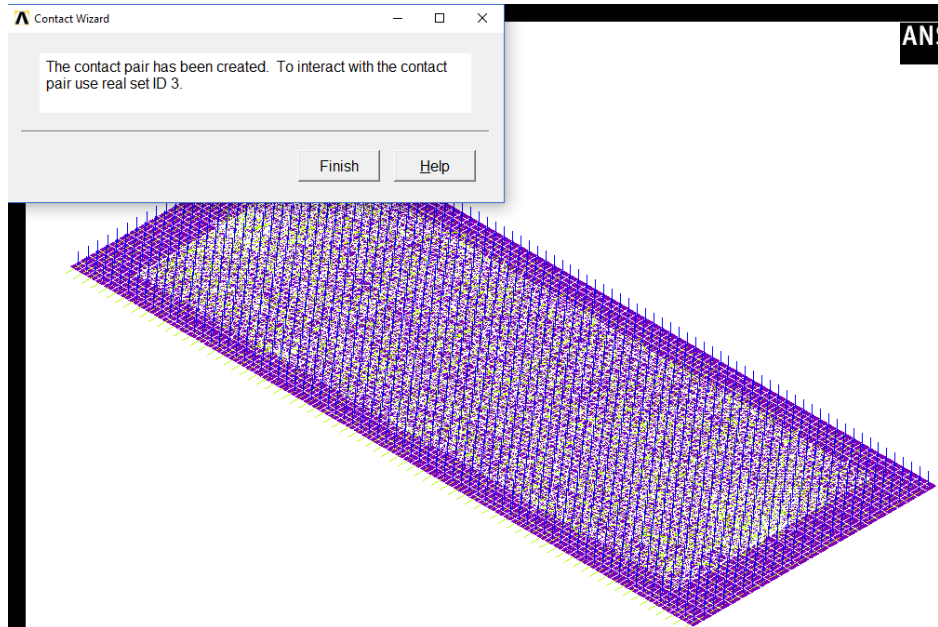 Contact Wizard
ANS
The contact pair has been created.  To interact with the contact
pair use real set ID 3.
Finish
Help